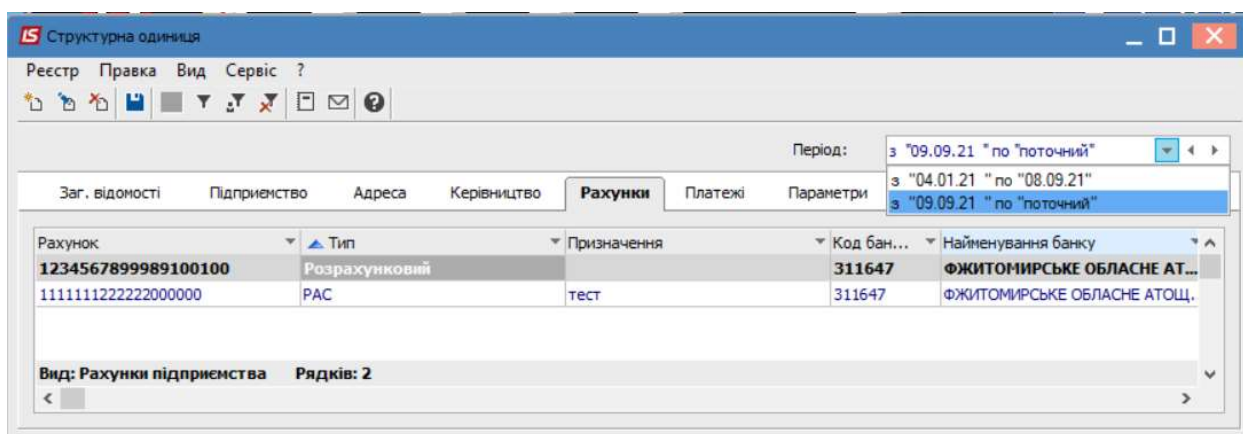 Структурна одиниця
Реєстр Правка Вид Сервіс ?
Період: з "09.09.21 " по "поточний"
з "04.01.21 " по "08.09.21"
з "09.09.21 " по "поточний"
Заг. відомості Підприємство Адреса Керівництво Рахунки Платежі Параметри
Рахунок Тип Призначення Код бан... Найменування банку
1234567899989100100 Розрахунковий 311647 ФЖИТОМИРСЬКЕ ОБЛАСНЕ АТ...
1111111222222000000 РАС тест 311647 ФЖИТОМИРСЬКЕ ОБЛАСНЕ АТОЩ.
Вид: Рахунки підприємства Рядків: 2